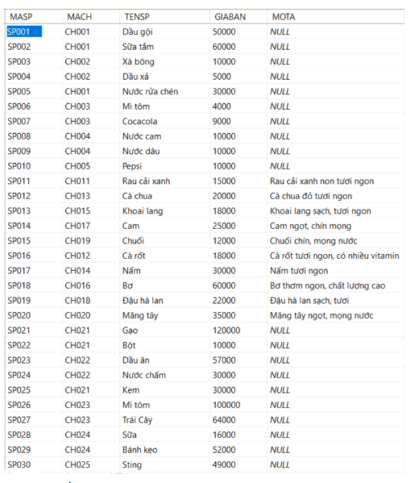 MASP MACH TENSP GIABAN MOTA
SP001 CH001 Dầu gội 50000 NULL
SP002 CH001 Sữa tắm 60000 NULL
SP003 CH002 Xà bông 10000 NULL
SP004 CH002 Dầu xả 5000 NULL
SP005 CH001 Nước rửa chén 30000 NULL
SP006 CH003 Mì tôm 4000 NULL
SP007 CH003 Cocacola 9000 NULL
SP008 CH004 Nước cam 10000 NULL
SP009 CH004 Nước dâu 10000 NULL
SP010 CH005 Pepsi 10000 NULL
SP011 CH011 Rau cải xanh 15000 Rau cải xanh non tươi ngon
SP012 CH013 Cà chua 20000 Cà chua đỏ tươi ngon
SP013 CH015 Khoai lang 18000 Khoai lang sạch, tươi ngon
SP014 CH017 Cam 25000 Cam ngọt, chín mọng
SP015 CH019 Chuối 12000 Chuối chín, mọng nước
SP016 CH012 Cà rốt 18000 Cà rốt tươi ngon, có nhiều vitamin
SP017 CH014 Nấm 30000 Nấm tươi ngon
SP018 CH016 Bơ 60000 Bơ thơm ngon, chất lượng cao
SP019 CH018 Đậu hà lan 22000 Đậu hà lan sạch, tươi
SP020 CH020 Măng tây 35000 Măng tây ngọt, mọng nước
SP021 CH021 Gạo 120000 NULL
SP022 CH021 Bột 10000 NULL
SP023 CH022 Dầu ăn 57000 NULL
SP024 CH022 Nước chấm 30000 NULL
SP025 CH021 Kem 30000 NULL
SP026 CH023 Mì tôm 100000 NULL
SP027 CH023 Trái Cây 64000 NULL
SP028 CH024 Sữa 16000 NULL
SP029 CH024 Bánh kẹo 52000 NULL
SP030 CH025 Sting 49000 NULL